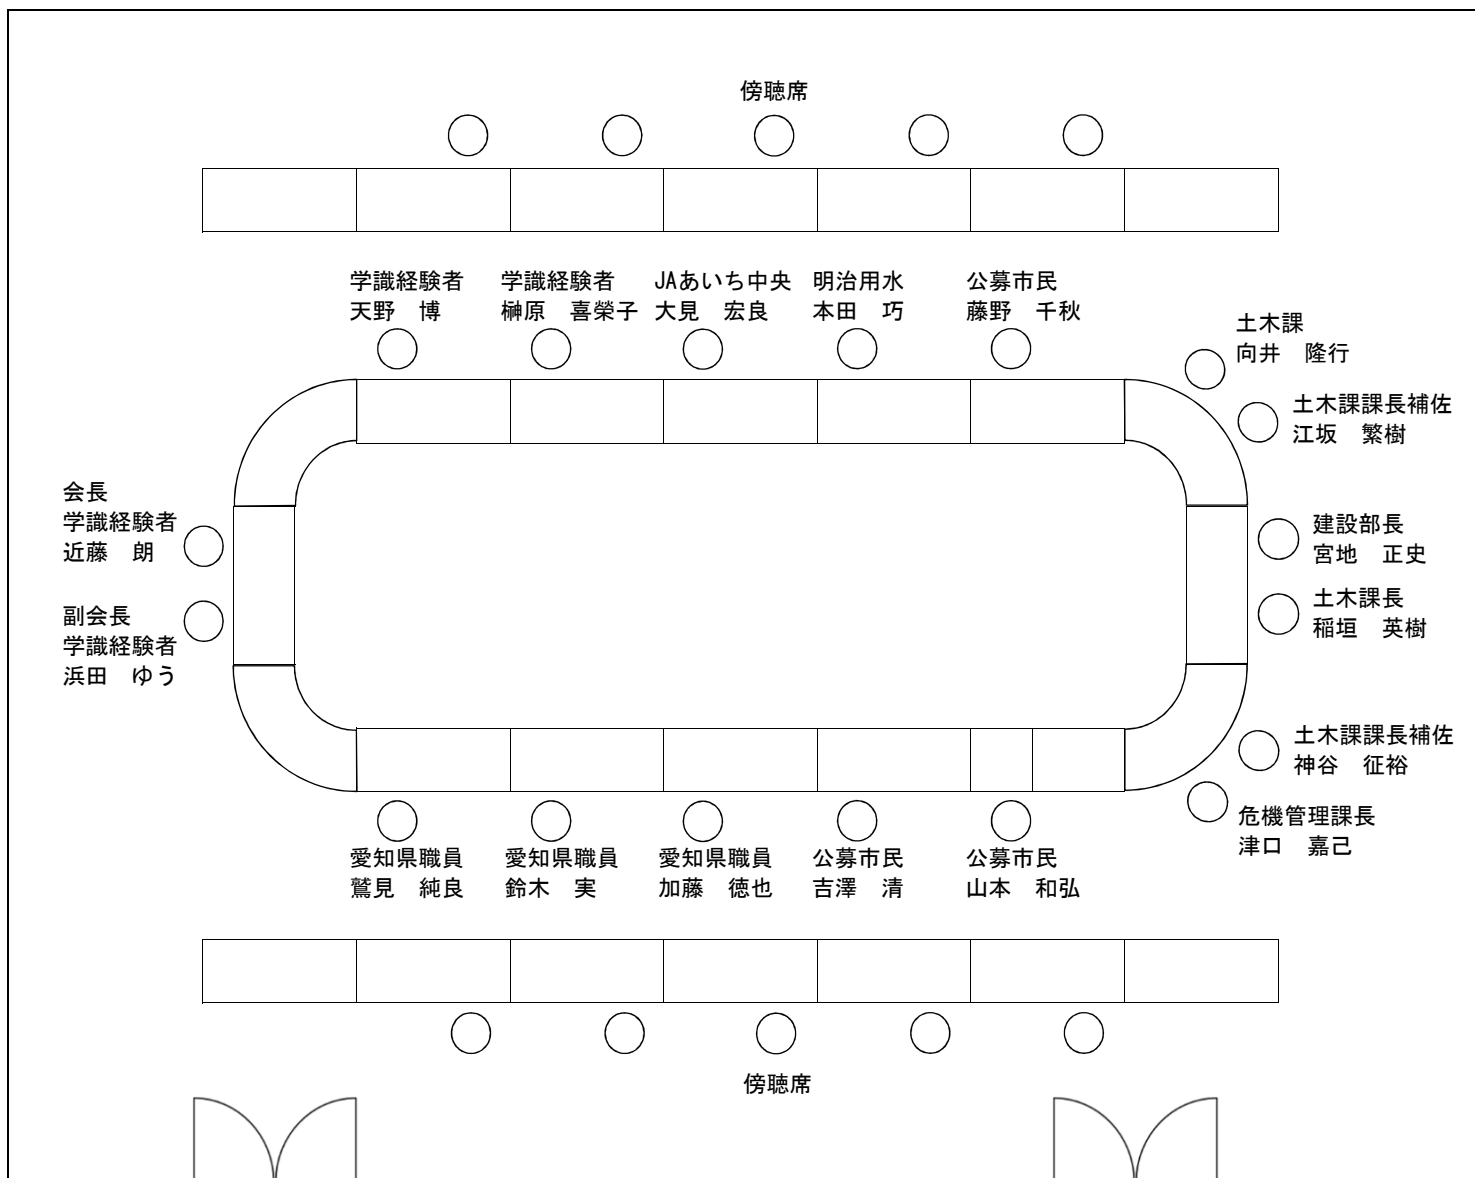 傍聴席
学識経験者
天野　博
学識経験者
榊原　喜榮子
JAあいち中央
大見　宏良
明治用水
本田　巧
公募市民
藤野　千秋
土木課
向井　隆行
土木課課長補佐
江坂　繁樹
会長
学識経験者
近藤　朗
副会長
学識経験者
浜田　ゆう
建設部長
宮地　正史
土木課長
稲垣　英樹
土木課課長補佐
神谷　征裕
危機管理課長
津口　嘉己
愛知県職員
鷲見　純良
愛知県職員
鈴木　実
愛知県職員
加藤　徳也
公募市民
吉澤　清
公募市民
山本　和弘
傍聴席